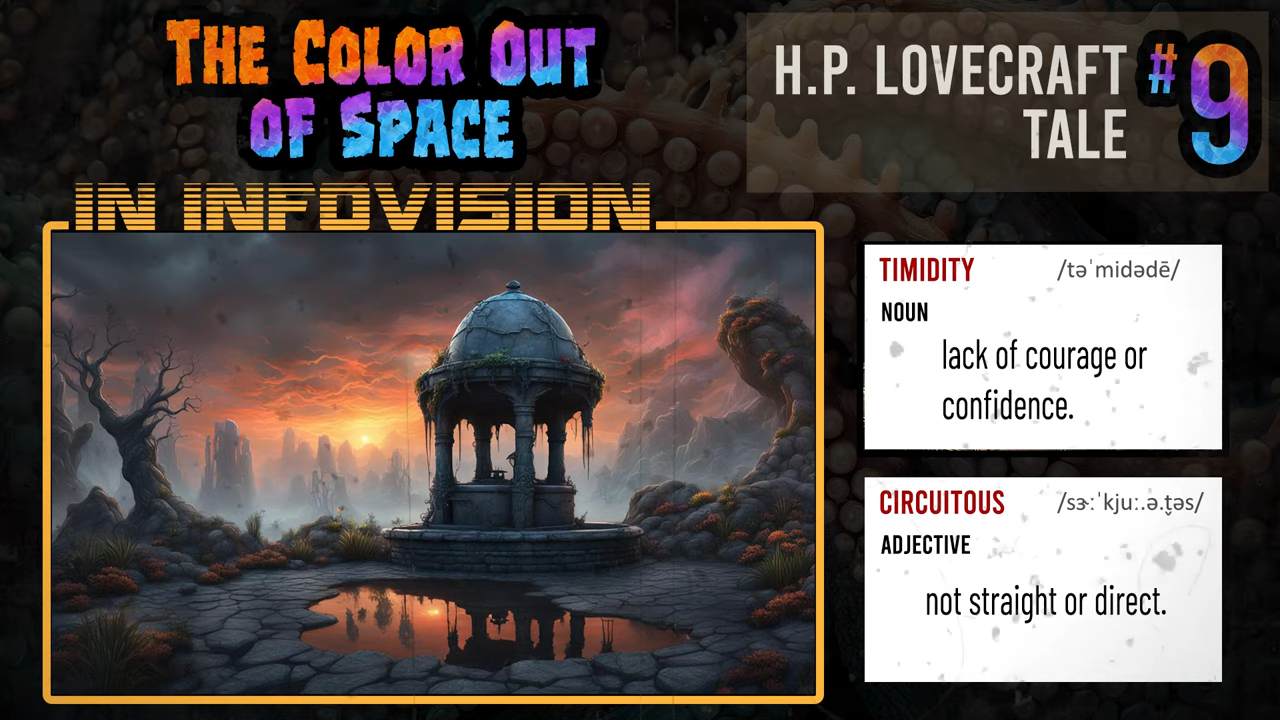 THE COLOR OUT
OF SPACE
IN INFOVISION
H.P. LOVECRAFT
TALE
#9
TIMIDITY /təˈmidədē/
NOUN
lack of courage or
confidence.
CIRCUITOUS /sɝːˈkjuː.ə.t̬əs/
ADJECTIVE
not straight or direct.